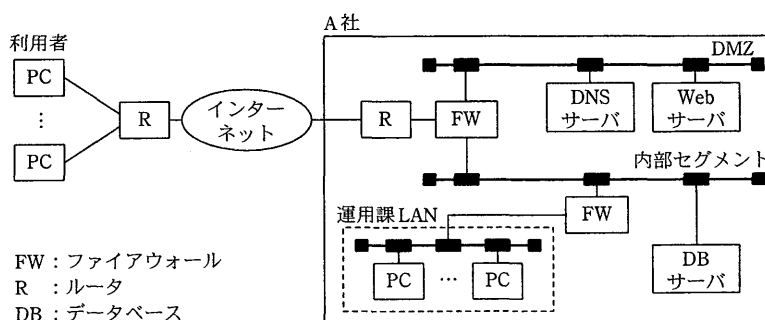 A社
利用者
DMZ
PC
DNS
サーバ
Web
サーバ
R
インター
ネット
R
FW
PC
内部セグメント
運用課LAN
FW
DB
サーバ
PC
…
PC
FW：ファイアウォール
R：ルータ
DB：データベース